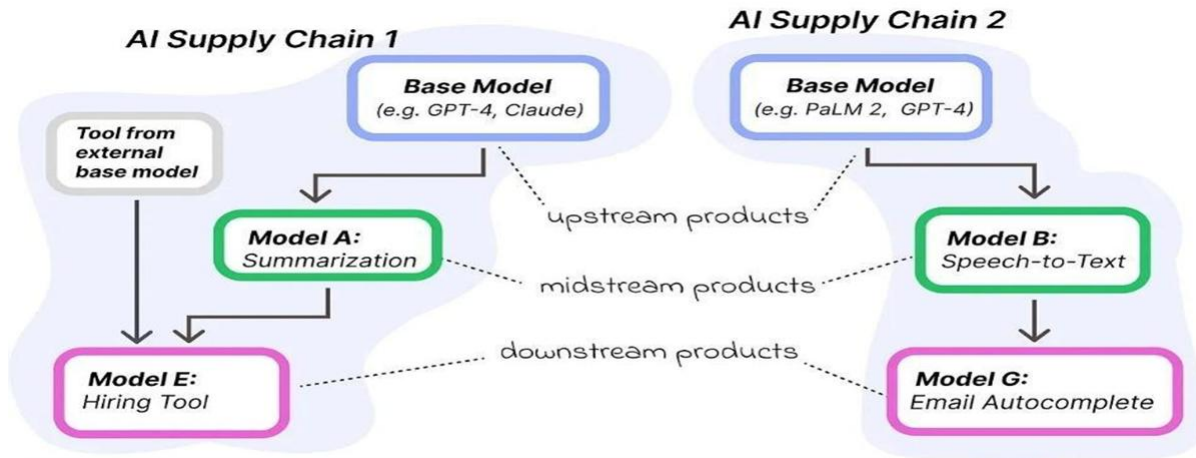 AI Supply Chain 1
AI Supply Chain 2
Base Model
(e.g. GPT-4, Claude)
Base Model
(e.g. PaLM 2, GPT-4)
Tool from
external
base model
upstream products
Model A:
Summarization
Model B:
Speech-to-Text
midstream products
downstream products
Model E:
Hiring Tool
Model G:
Email Autocomplete